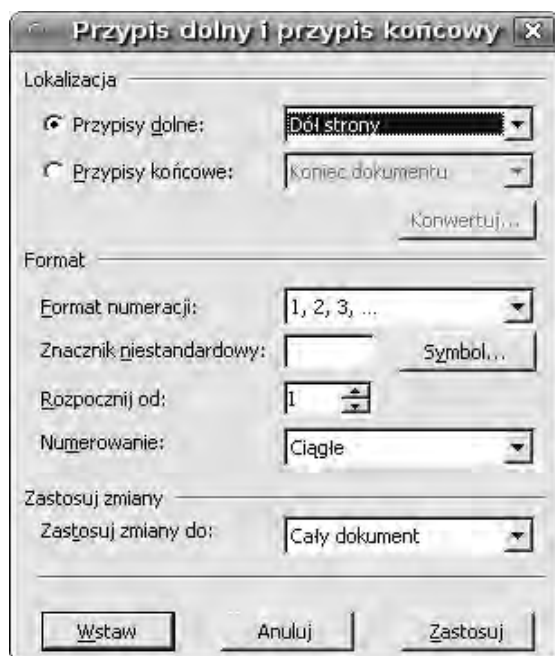 Przypis dolny i przypis końcowy
Lokalizacja
Przypisy dolne: Dół strony
Przypisy końcowe: Koniec dokumentu
Konwertuj...
Format
Format numeracji: 1, 2, 3, ...
Znacznik niestandardowy: Symbol...
Rozpocznij od: 1
Numerowanie: Ciągłe
Zastosuj zmiany
Zastosuj zmiany do: Cały dokument
Wstaw Anuluj Zastosuj